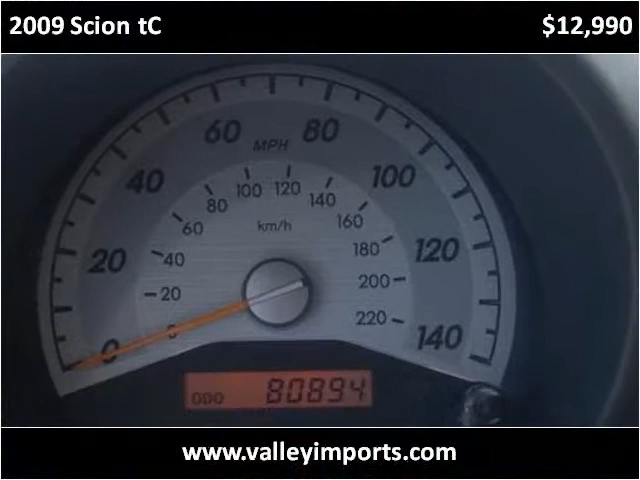 2009 Scion tC $12,990
60 80
MPH
40 100
100 120
80 140
60 km/h 160
20 40 180 120
20 200
0 0 220 140
ODO 80894
www.valleyimports.com